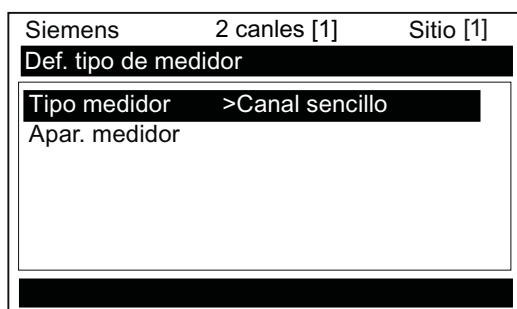 Siemens 2 canles [1] Sitio [1]
Def. tipo de medidor
Tipo medidor >Canal sencillo
Apar. medidor